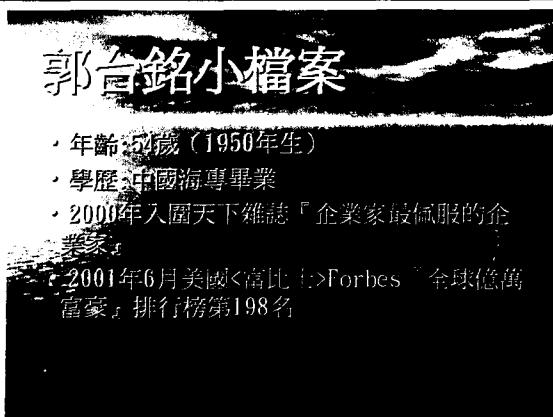 郭台銘小檔案
・年齡:54歲（1950年生）
・學歷:中國海專畢業
・2000年入圍天下雜誌『企業家最佩服的企
業家』
・2001年6月美國<富比士>Forbes『全球億萬
富豪』排行榜第198名